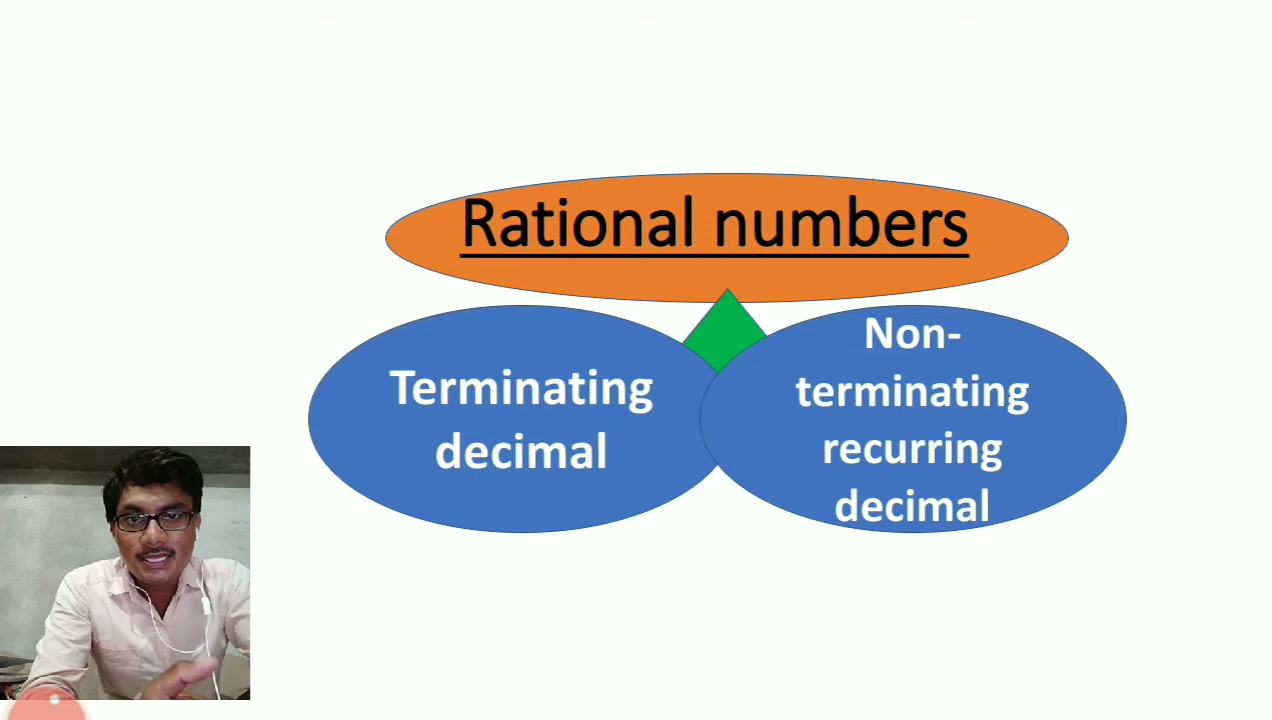 Rational numbers
Terminating
decimal
Non-
terminating
recurring
decimal